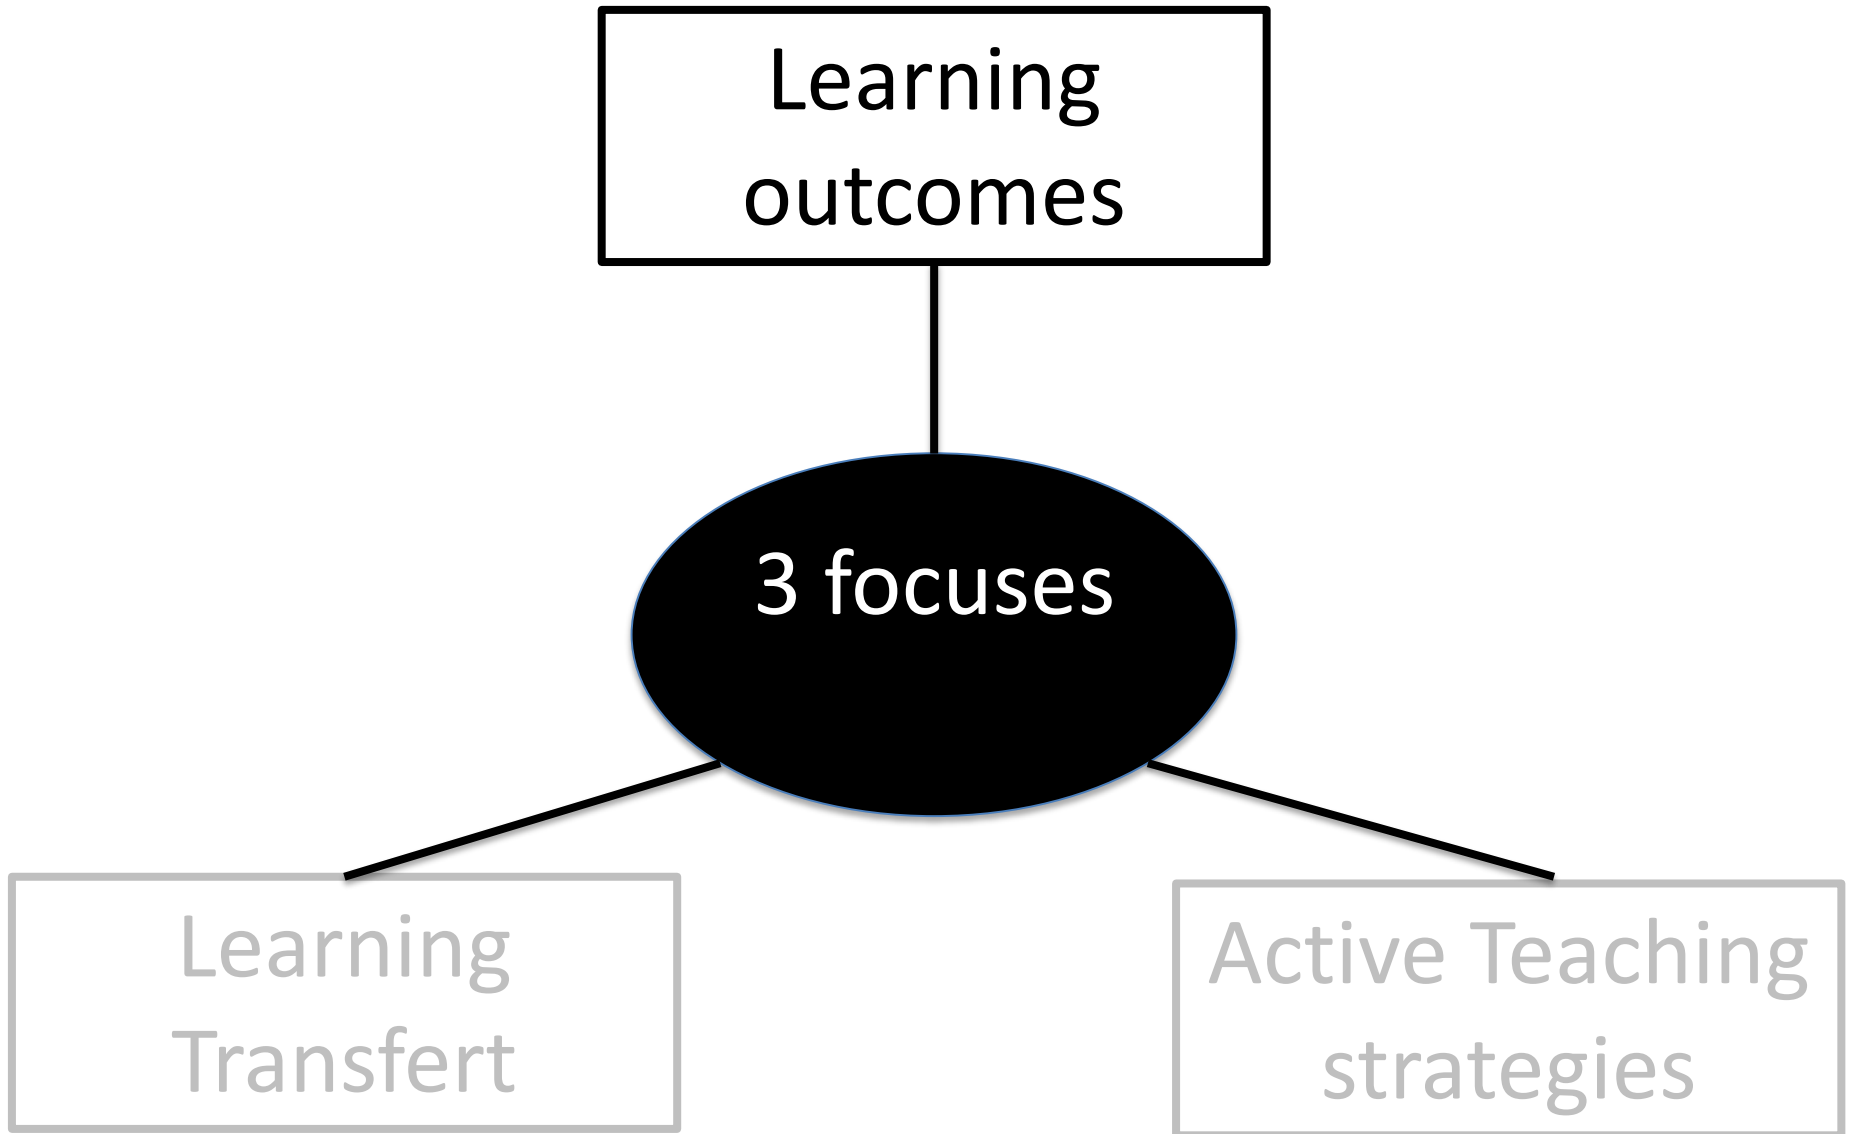 Learning
outcomes
3 focuses
Learning
Transfert
Active Teaching
strategies